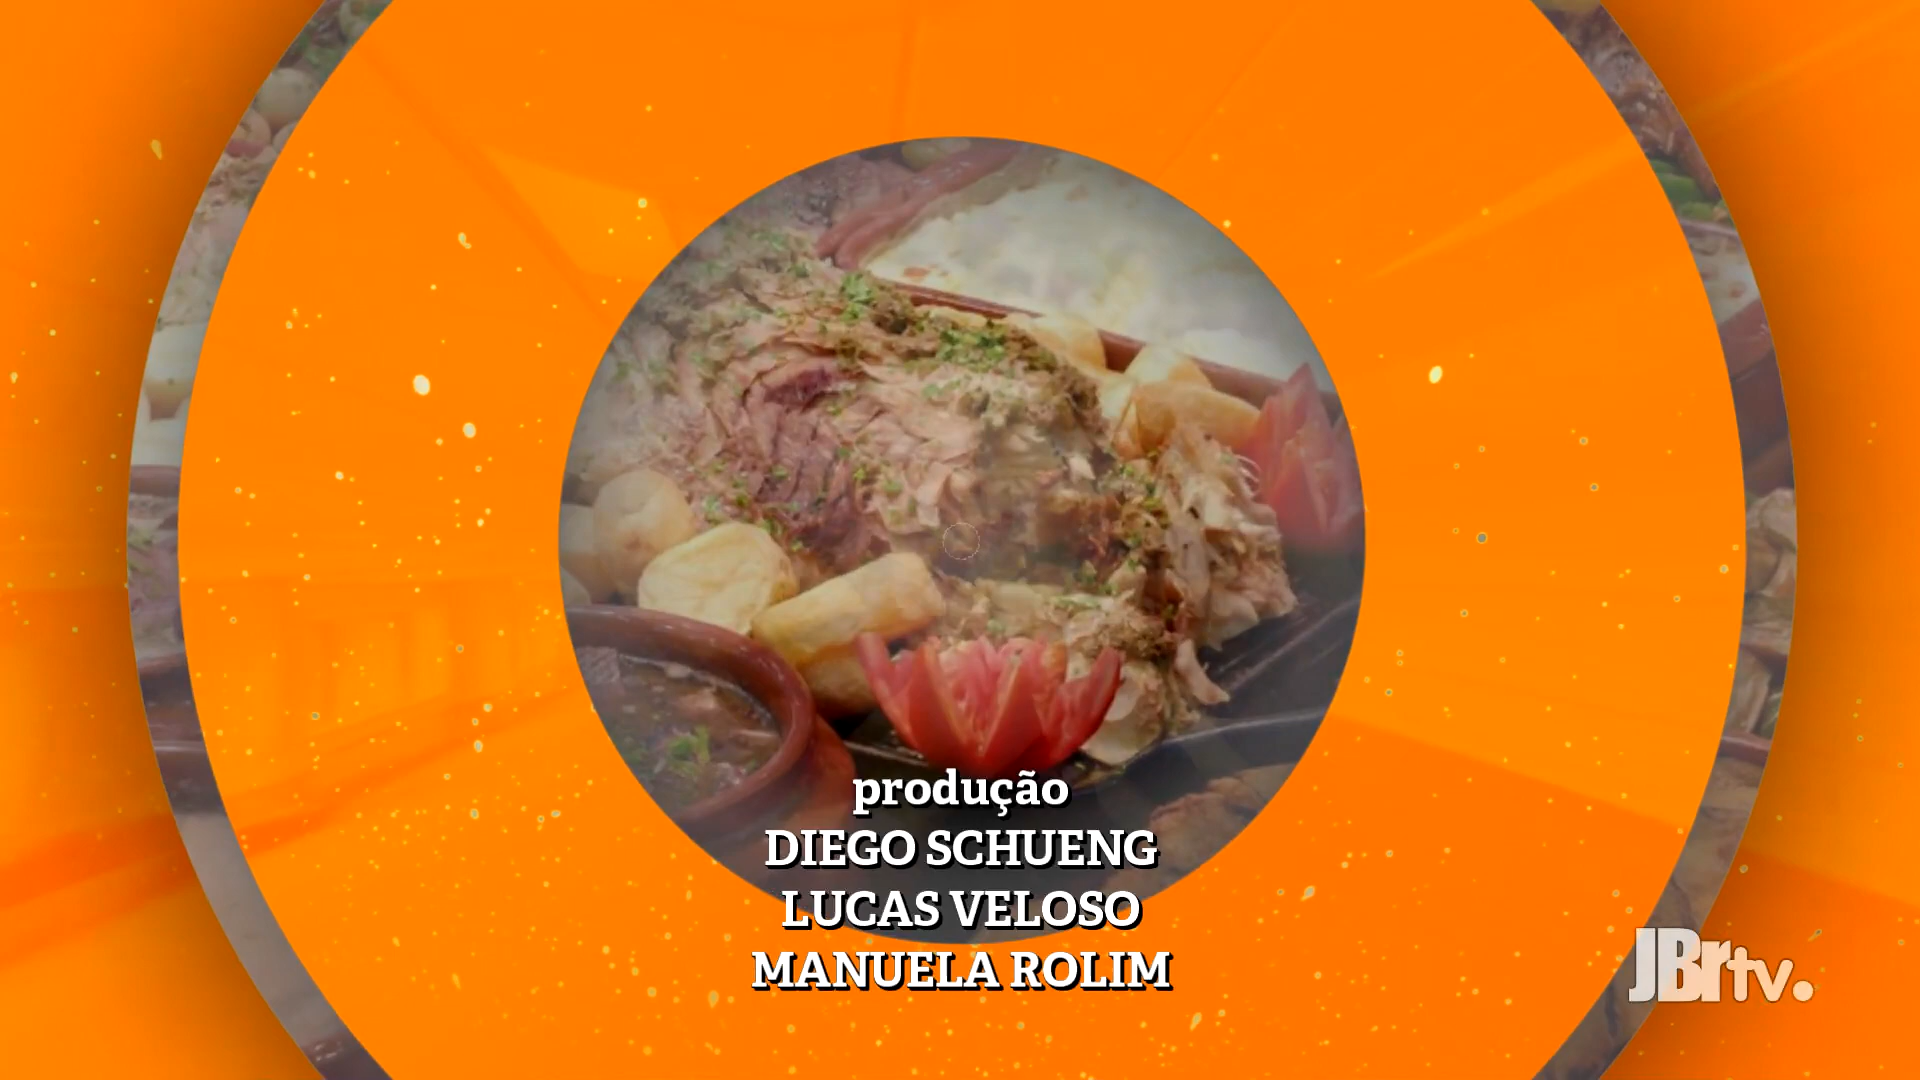 produção
DIEGO SCHUENG
LUCAS VELOSO
MANUELA ROLIM
JBrtv.